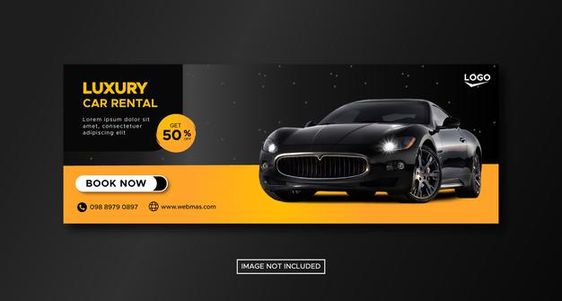 LOGO
LUXURY
CAR RENTAL
Lorem ipsum dolor sit
amet, consectetuer
adipiscing elit
GET
50%
OFF
BOOK NOW
098 8979 0897
www.webmas.com
IMAGE NOT INCLUDED